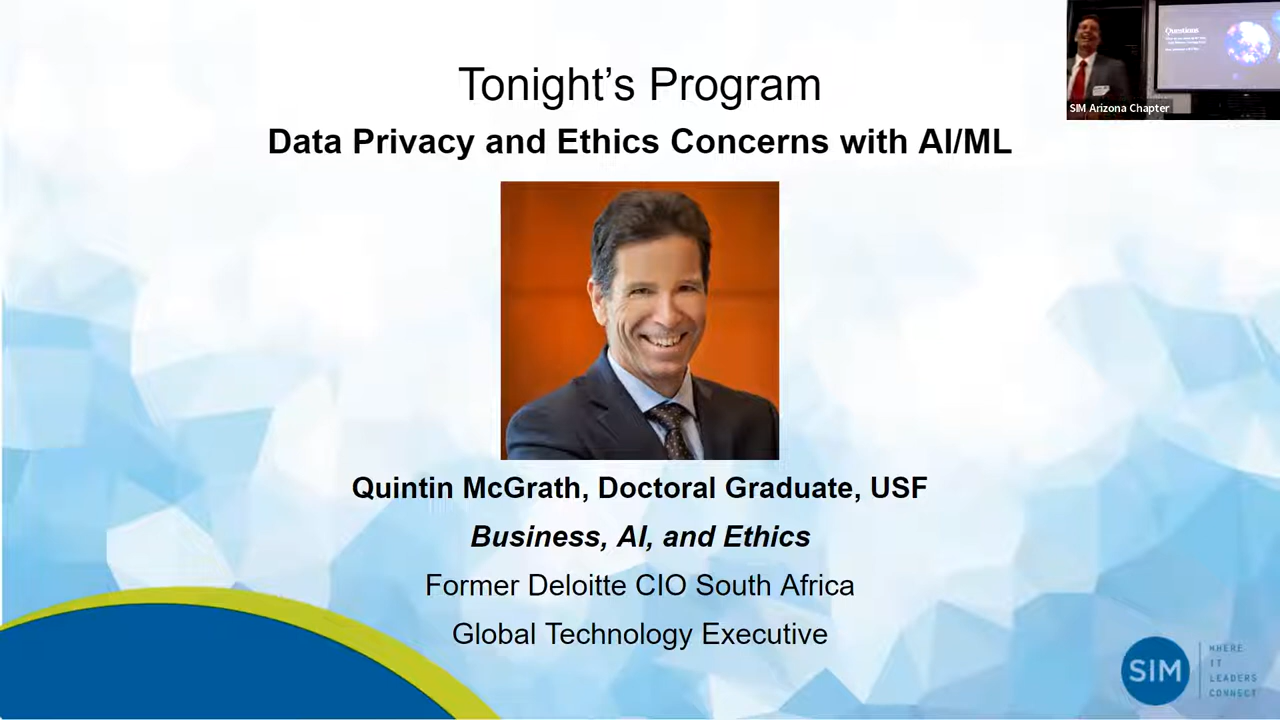 Tonight's Program
Data Privacy and Ethics Concerns with AI/ML
Quintin McGrath, Doctoral Graduate, USF
Business, AI, and Ethics
Former Deloitte CIO South Africa
Global Technology Executive
Questions
SIM Arizona Chapter
SIM
WHERE
IT
LEADERS
CONNECT